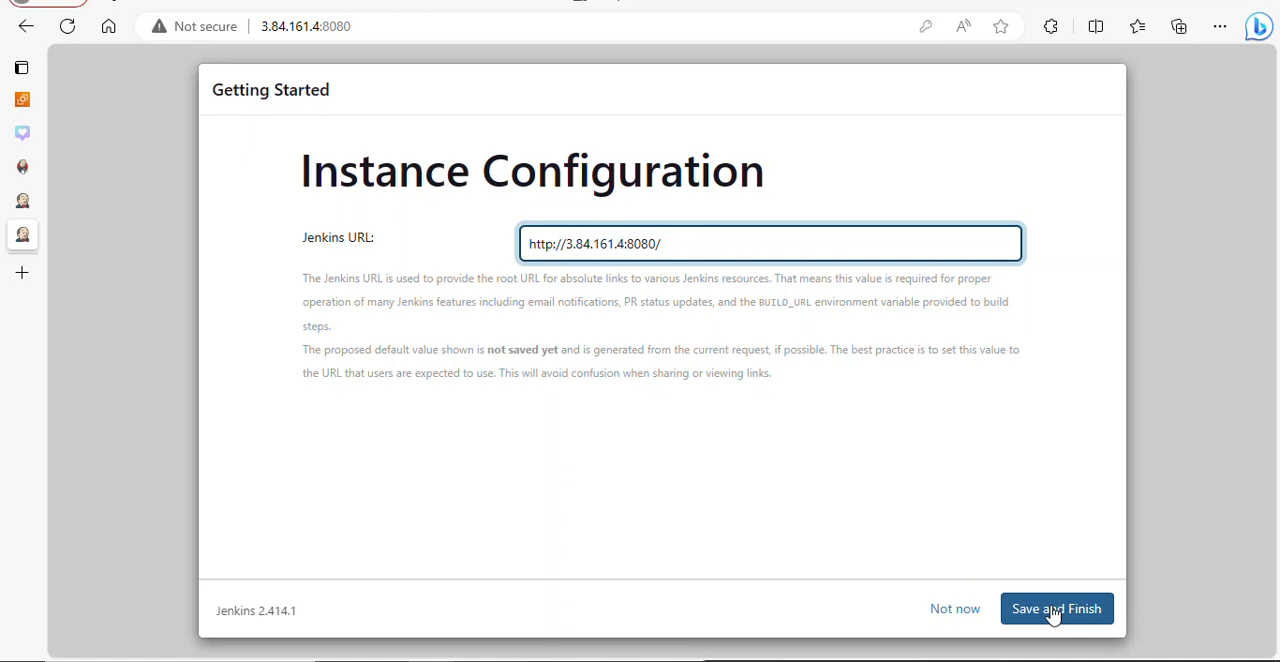 Not secure
3.84.161.4:8080
Getting Started
Instance Configuration
Jenkins URL:
http://3.84.161.4:8080/
The Jenkins URL is used to provide the root URL for absolute links to various Jenkins resources. That means this value is required for proper
operation of many Jenkins features including email notifications, PR status updates, and the BUILD_URL environment variable provided to build
steps.
The proposed default value shown is not saved yet and is generated from the current request, if possible. The best practice is to set this value to
the URL that users are expected to use. This will avoid confusion when sharing or viewing links.
Jenkins 2.414.1
Not now
Save and Finish